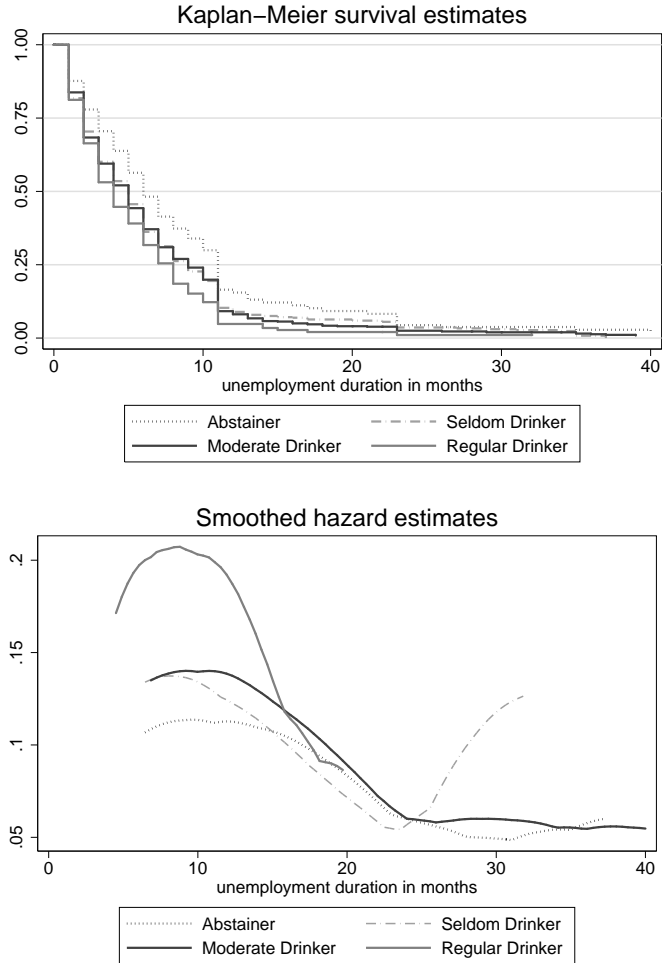 Kaplan−Meier survival estimates
1.00
0.75
0.50
0.25
0.00
0 10 20 30 40
unemployment duration in months
Abstainer Seldom Drinker
Moderate Drinker Regular Drinker
Smoothed hazard estimates
.2
.15
.1
.05
0 10 20 30 40
unemployment duration in months
Abstainer Seldom Drinker
Moderate Drinker Regular Drinker